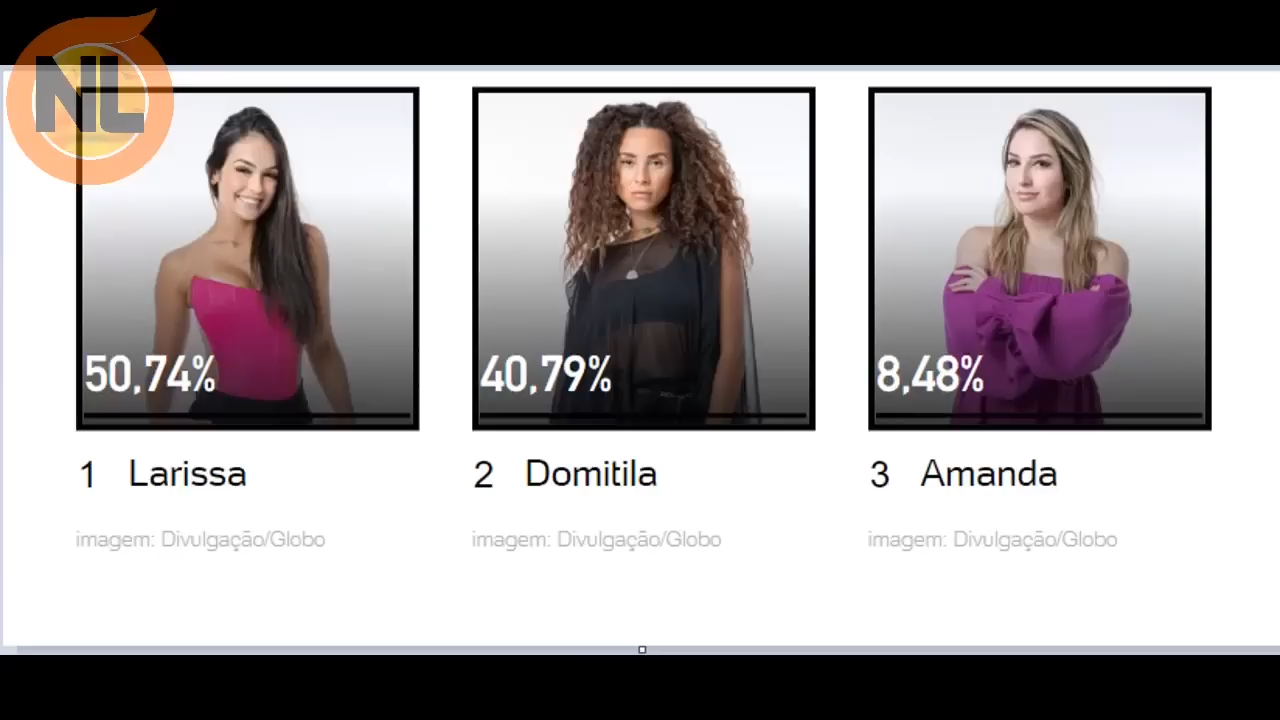 NL
50,74%
40,79%
8,48%
1 Larissa
2 Domitila
3 Amanda
imagem: Divulgação/Globo
imagem: Divulgação/Globo
imagem: Divulgação/Globo